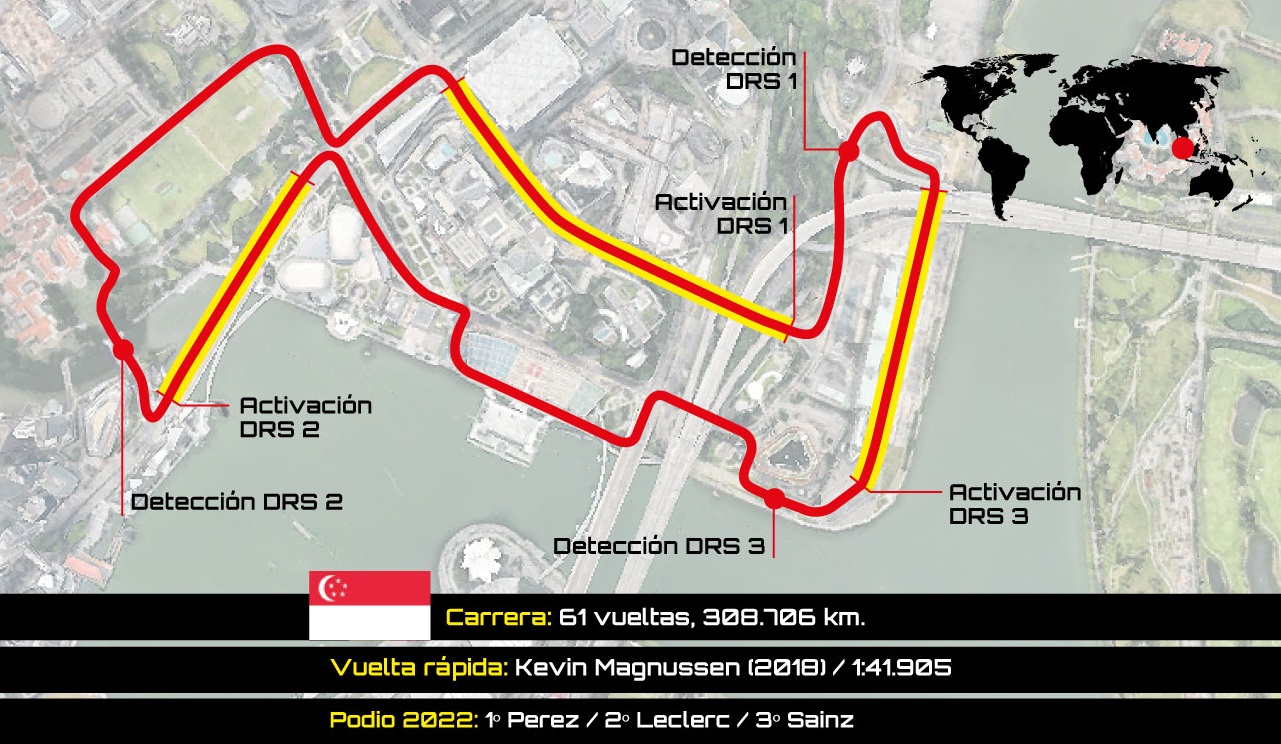 Detección
DRS 1
Activación
DRS 1
Activación
DRS 2
Detección DRS 2
Activación
DRS 3
Detección DRS 3
Carrera: 61 vueltas, 308.706 km.
Vuelta rápida: Kevin Magnussen (2018) / 1:41.905
Podio 2022: 1º Perez / 2º Leclerc / 3º Sainz